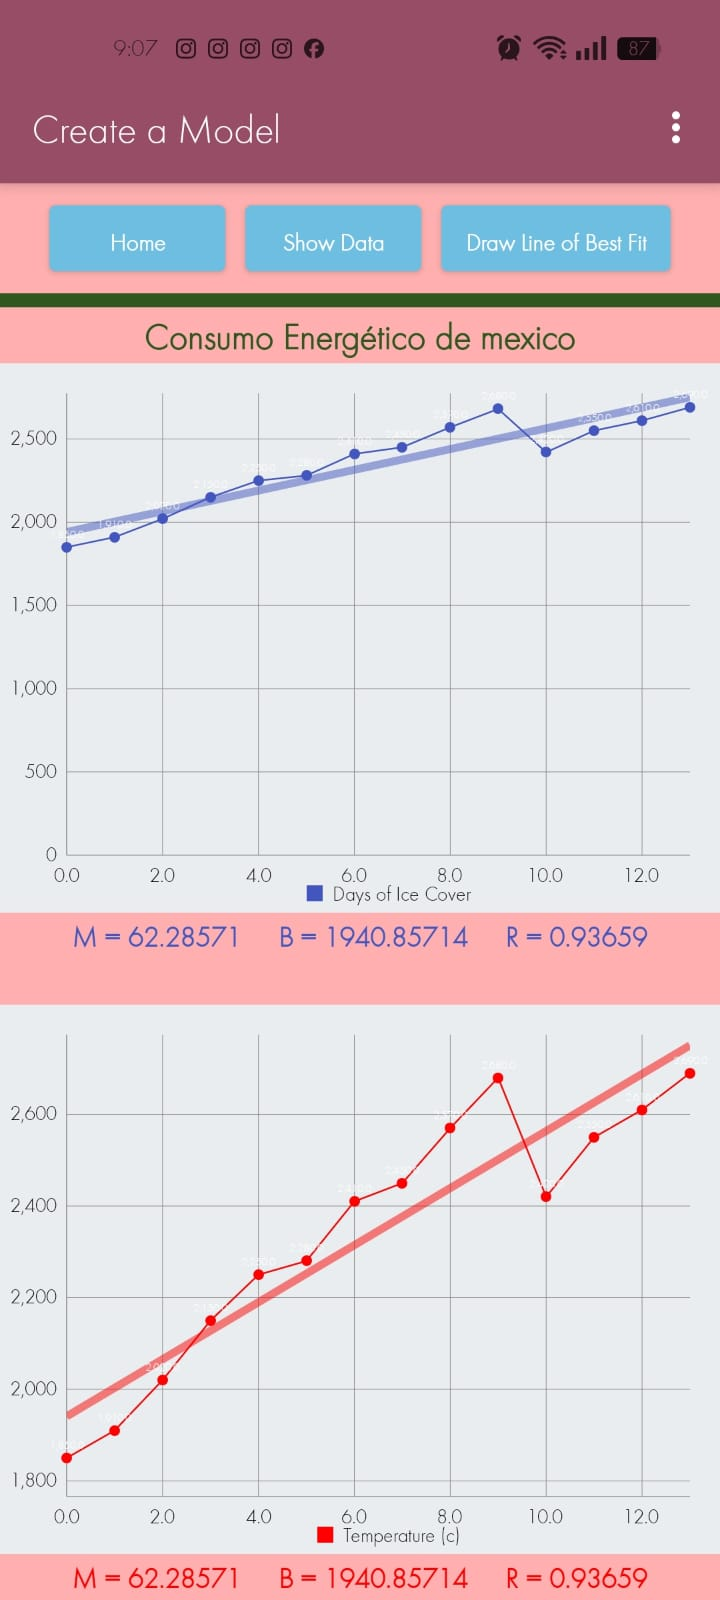 9:07 87
Create a Model
Home Show Data Draw Line of Best Fit
Consumo Energético de mexico
2,500
2,000
1,500
1,000
500
0
0.0 2.0 4.0 6.0 8.0 10.0 12.0
Days of Ice Cover
M = 62.28571 B = 1940.85714 R = 0.93659
2,600
2,400
2,200
2,000
1,800
0.0 2.0 4.0 6.0 8.0 10.0 12.0
Temperature (c)
M = 62.28571 B = 1940.85714 R = 0.93659